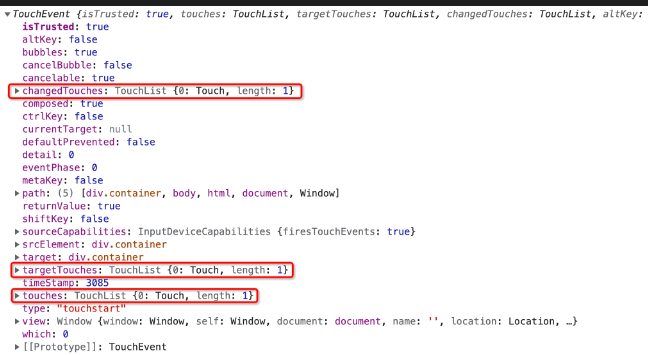 TouchEvent {isTrusted: true, touches: TouchList, targetTouches: TouchList, changedTouches: TouchList, altKey:
isTrusted: true
altKey: false
bubbles: true
cancelBubble: false
cancelable: true
changedTouches: TouchList {0: Touch, length: 1}
composed: true
ctrlKey: false
currentTarget: null
defaultPrevented: false
detail: 0
eventPhase: 0
metaKey: false
path: (5) [div.container, body, html, document, Window]
returnValue: true
shiftKey: false
sourceCapabilities: InputDeviceCapabilities {firesTouchEvents: true}
srcElement: div.container
target: div.container
targetTouches: TouchList {0: Touch, length: 1}
timeStamp: 3085
touches: TouchList {0: Touch, length: 1}
type: "touchstart"
view: Window {window: Window, self: Window, document: document, name: '', location: Location, …}
which: 0
[[Prototype]]: TouchEvent